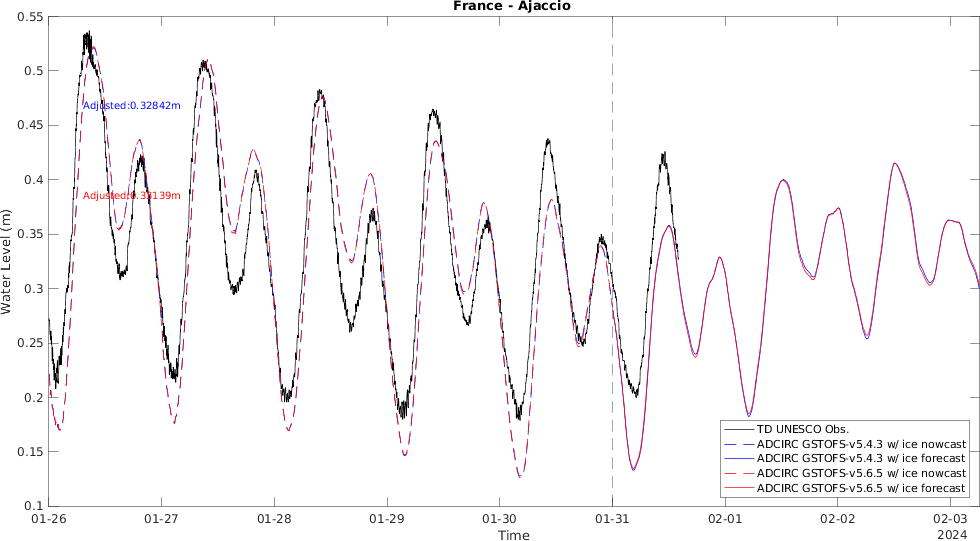 France - Ajaccio
0.55
0.5
0.45
0.4
0.35
0.3
0.25
0.2
0.15
0.1
Water Level (m)
Adjusted:0.32842m
Adjusted:0.33139m
TD UNESCO Obs.
ADCIRC GSTOFS-v5.4.3 w/ ice nowcast
ADCIRC GSTOFS-v5.4.3 w/ ice forecast
ADCIRC GSTOFS-v5.6.5 w/ ice nowcast
ADCIRC GSTOFS-v5.6.5 w/ ice forecast
01-26 01-27 01-28 01-29 01-30 01-31 02-01 02-02 02-03
Time
2024